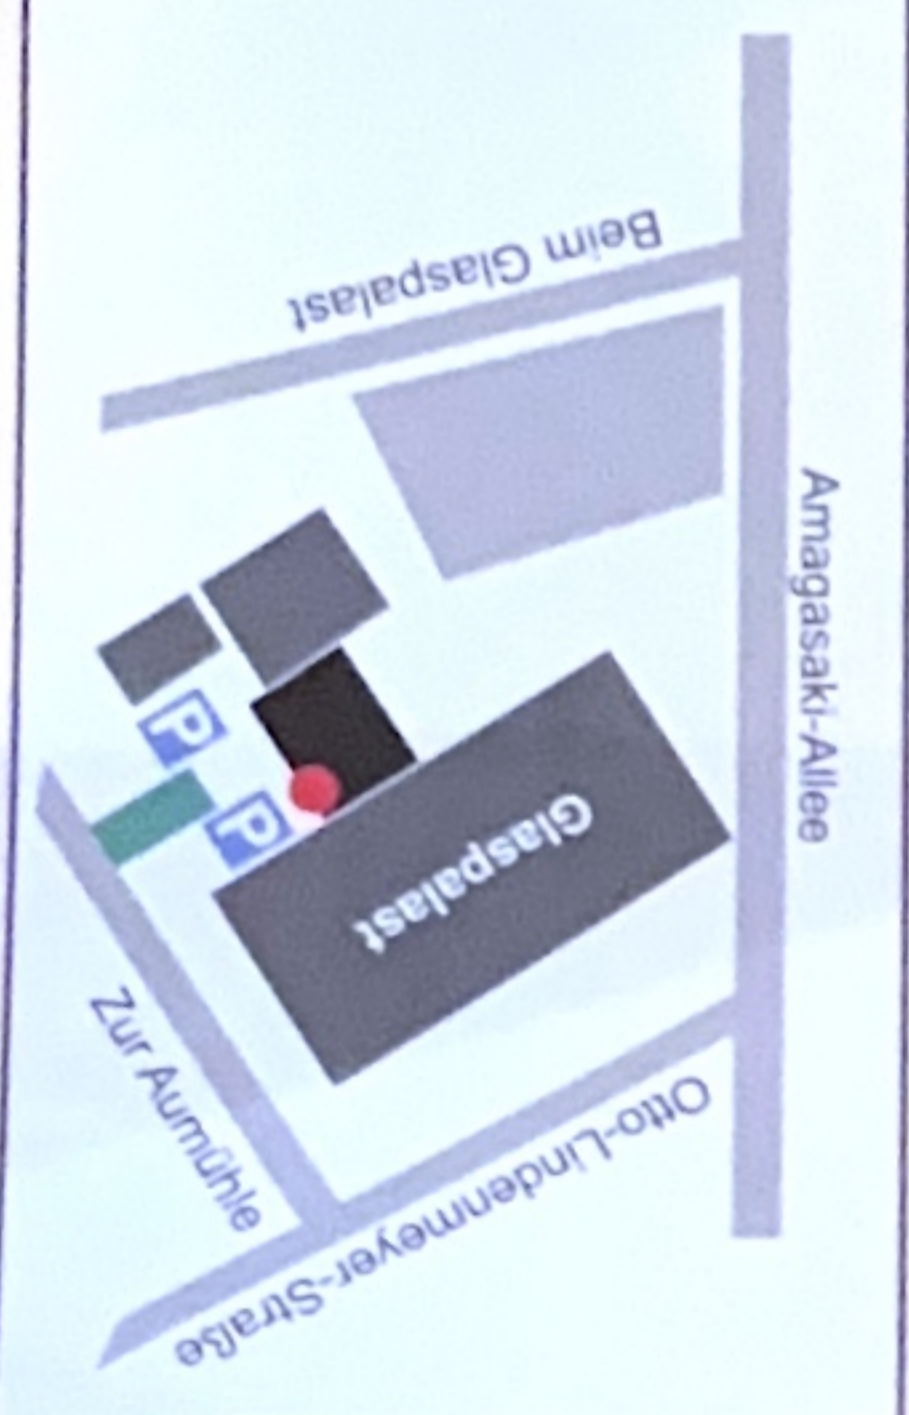 Beim Glaspalast
Amagasaki-Allee
P
P
Glaspalast
Zur Aumühle
Otto-Lindenmeyer-Straße